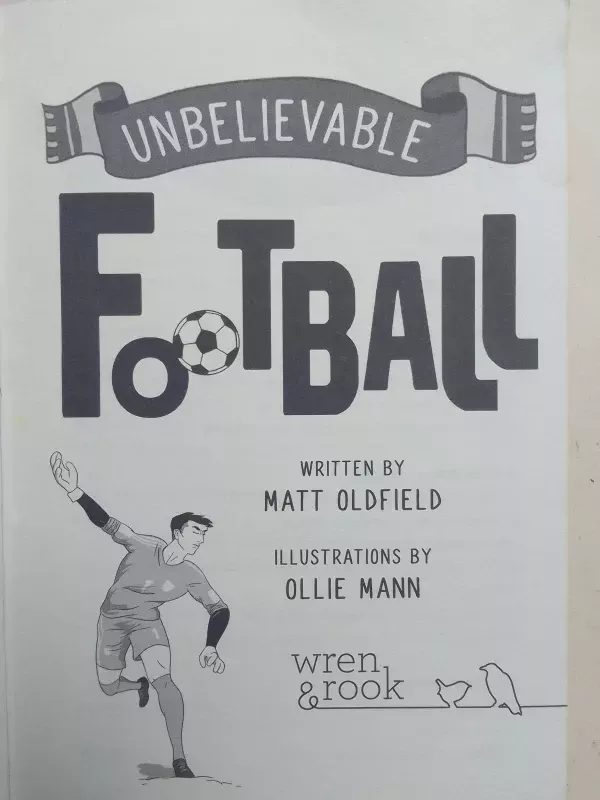 UNBELIEVABLE
FOOTBALL
WRITTEN BY
MATT OLDFIELD
ILLUSTRATIONS BY
OLLIE MANN
wren
&rook